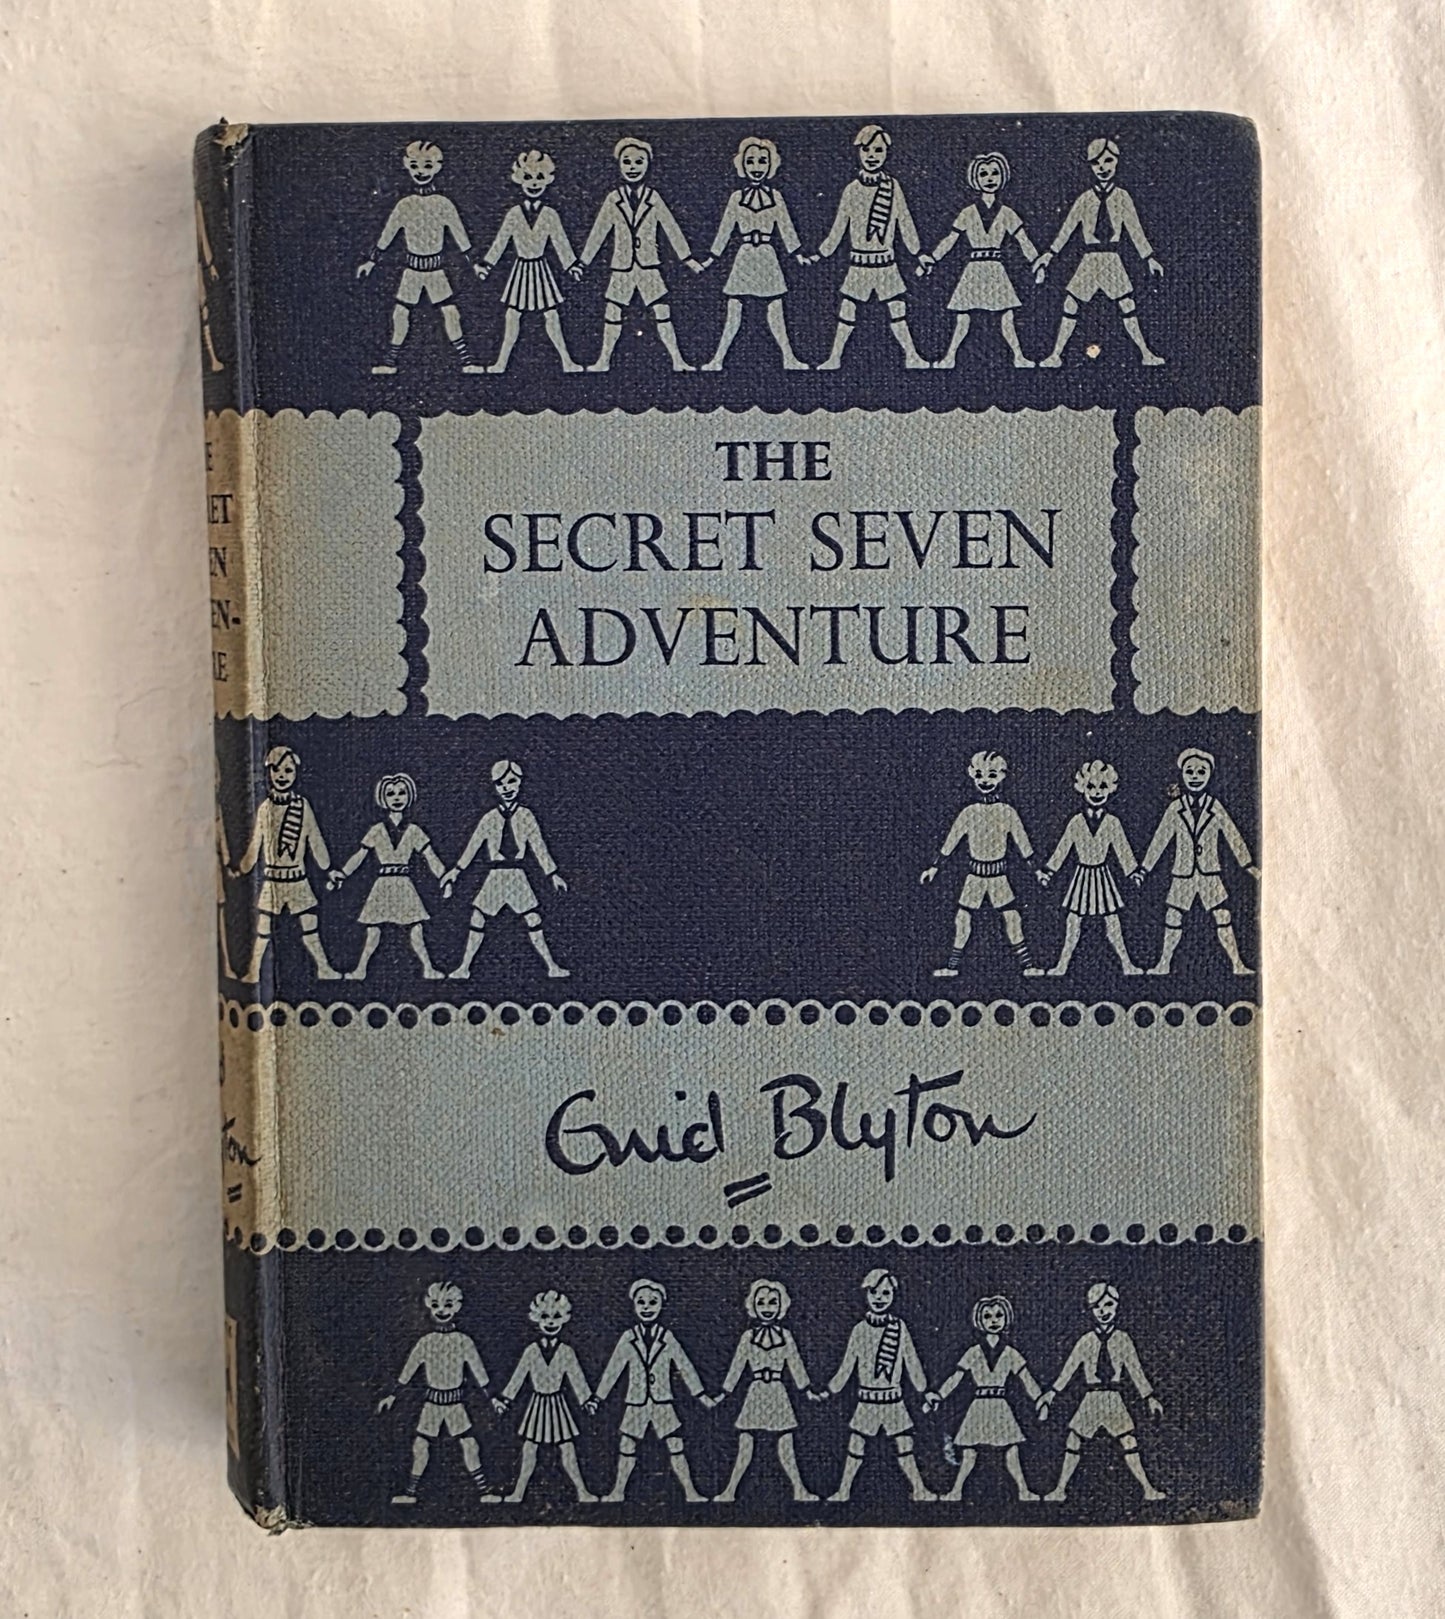 THE
SECRET SEVEN
ADVENTURE
Enid Blyton